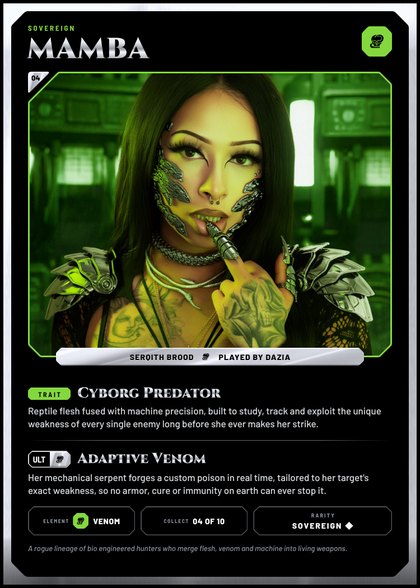 SOVEREIGN
MAMBA
04
SERQITH BROOD PLAYED BY DAZIA
TRAIT CYBORG PREDATOR
Reptile flesh fused with machine precision, built to study, track and exploit the unique
weakness of every single enemy long before she ever makes her strike.
ULT ADAPTIVE VENOM
Her mechanical serpent forges a custom poison in real time, tailored to her target's
exact weakness, so no armor, cure or immunity on earth can ever stop it.
ELEMENT VENOM COLLECT 04 OF 10 RARITY SOVEREIGN
A rogue lineage of bio engineered hunters who merge flesh, venom and machine into living weapons.